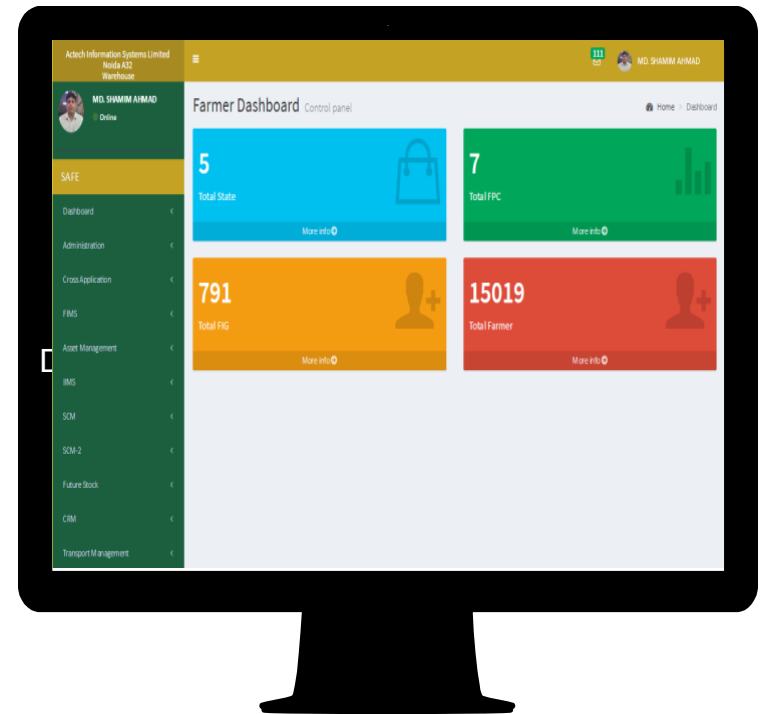 Actech Information Systems Limited
Noida A32
Warehouse
111
MD. SHAMIM AHMAD
MD. SHAMIM AHMAD
Online
Farmer Dashboard Control panel
Home > Dashboard
SAFE
Dashboard
Administration
Cross Application
FIMS
Asset Management
IIMS
SCM
SCM-2
Future Stock
CRM
Transport Management
5
Total State
More info
7
Total FPC
More info
791
Total FIG
More info
15019
Total Farmer
More info